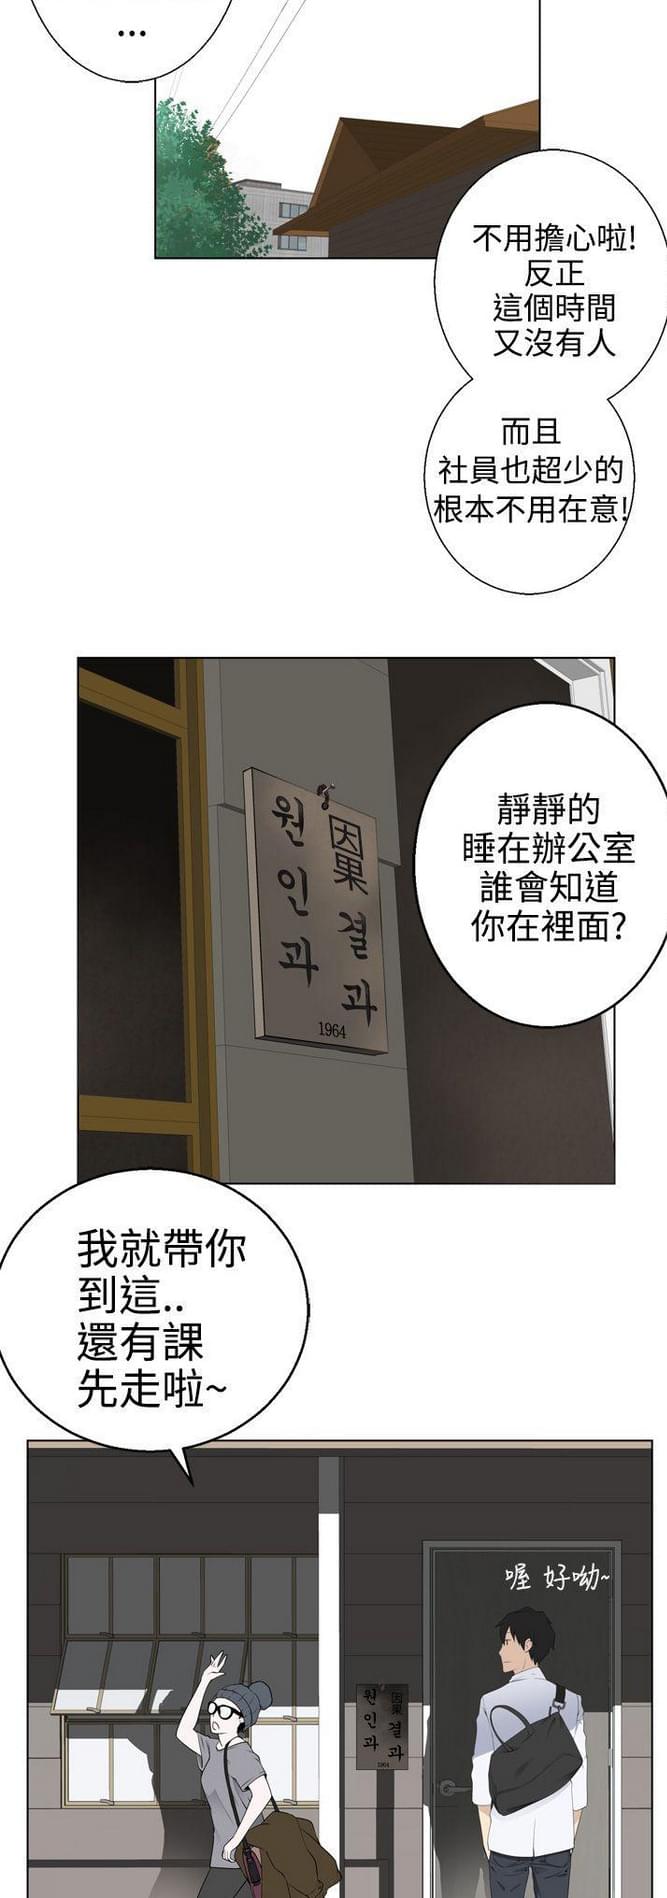 ...
不用擔心啦!
反正
這個時間
又沒有人
而且
社員也超少的
根本不用在意!
원인과
因果
결과
1964
靜靜的
睡在辦公室
誰會知道
你在裡面?
我就帶你
到這..
還有課
先走啦~
喔 好呦~
원인과
因果
결과
1964